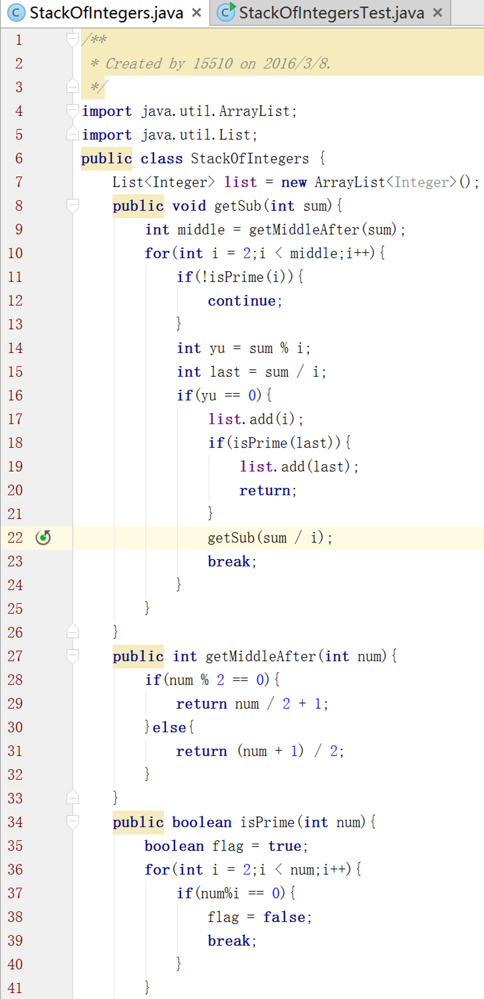 StackOfIntegers.java × StackOfIntegersTest.java ×
1 /**
2  * Created by 15510 on 2016/3/8.
3  */
4 import java.util.ArrayList;
5 import java.util.List;
6 public class StackOfIntegers {
7     List<Integer> list = new ArrayList<Integer>();
8     public void getSub(int sum){
9         int middle = getMiddleAfter(sum);
10         for(int i = 2;i < middle;i++){
11             if(!isPrime(i)){
12                 continue;
13             }
14             int yu = sum % i;
15             int last = sum / i;
16             if(yu == 0){
17                 list.add(i);
18                 if(isPrime(last)){
19                     list.add(last);
20                     return;
21                 }
22                 getSub(sum / i);
23                 break;
24             }
25         }
26     }
27     public int getMiddleAfter(int num){
28         if(num % 2 == 0){
29             return num / 2 + 1;
30         }else{
31             return (num + 1) / 2;
32         }
33     }
34     public boolean isPrime(int num){
35         boolean flag = true;
36         for(int i = 2;i < num;i++){
37             if(num%i == 0){
38                 flag = false;
39                 break;
40             }
41         }